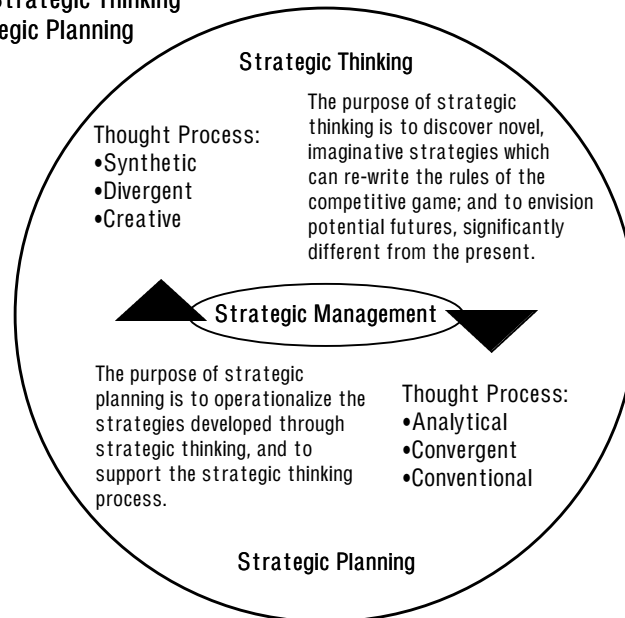 Strategic Thinking
Planning
Strategic Thinking
The purpose of strategic
thinking is to discover novel,
imaginative strategies which
can re-write the rules of the
competitive game; and to envision
potential futures, significantly
different from the present.
Thought Process:
•Synthetic
•Divergent
•Creative
Strategic Management
The purpose of strategic
planning is to operationalize the
strategies developed through
strategic thinking, and to
support the strategic thinking
process.
Thought Process:
•Analytical
•Convergent
•Conventional
Strategic Planning